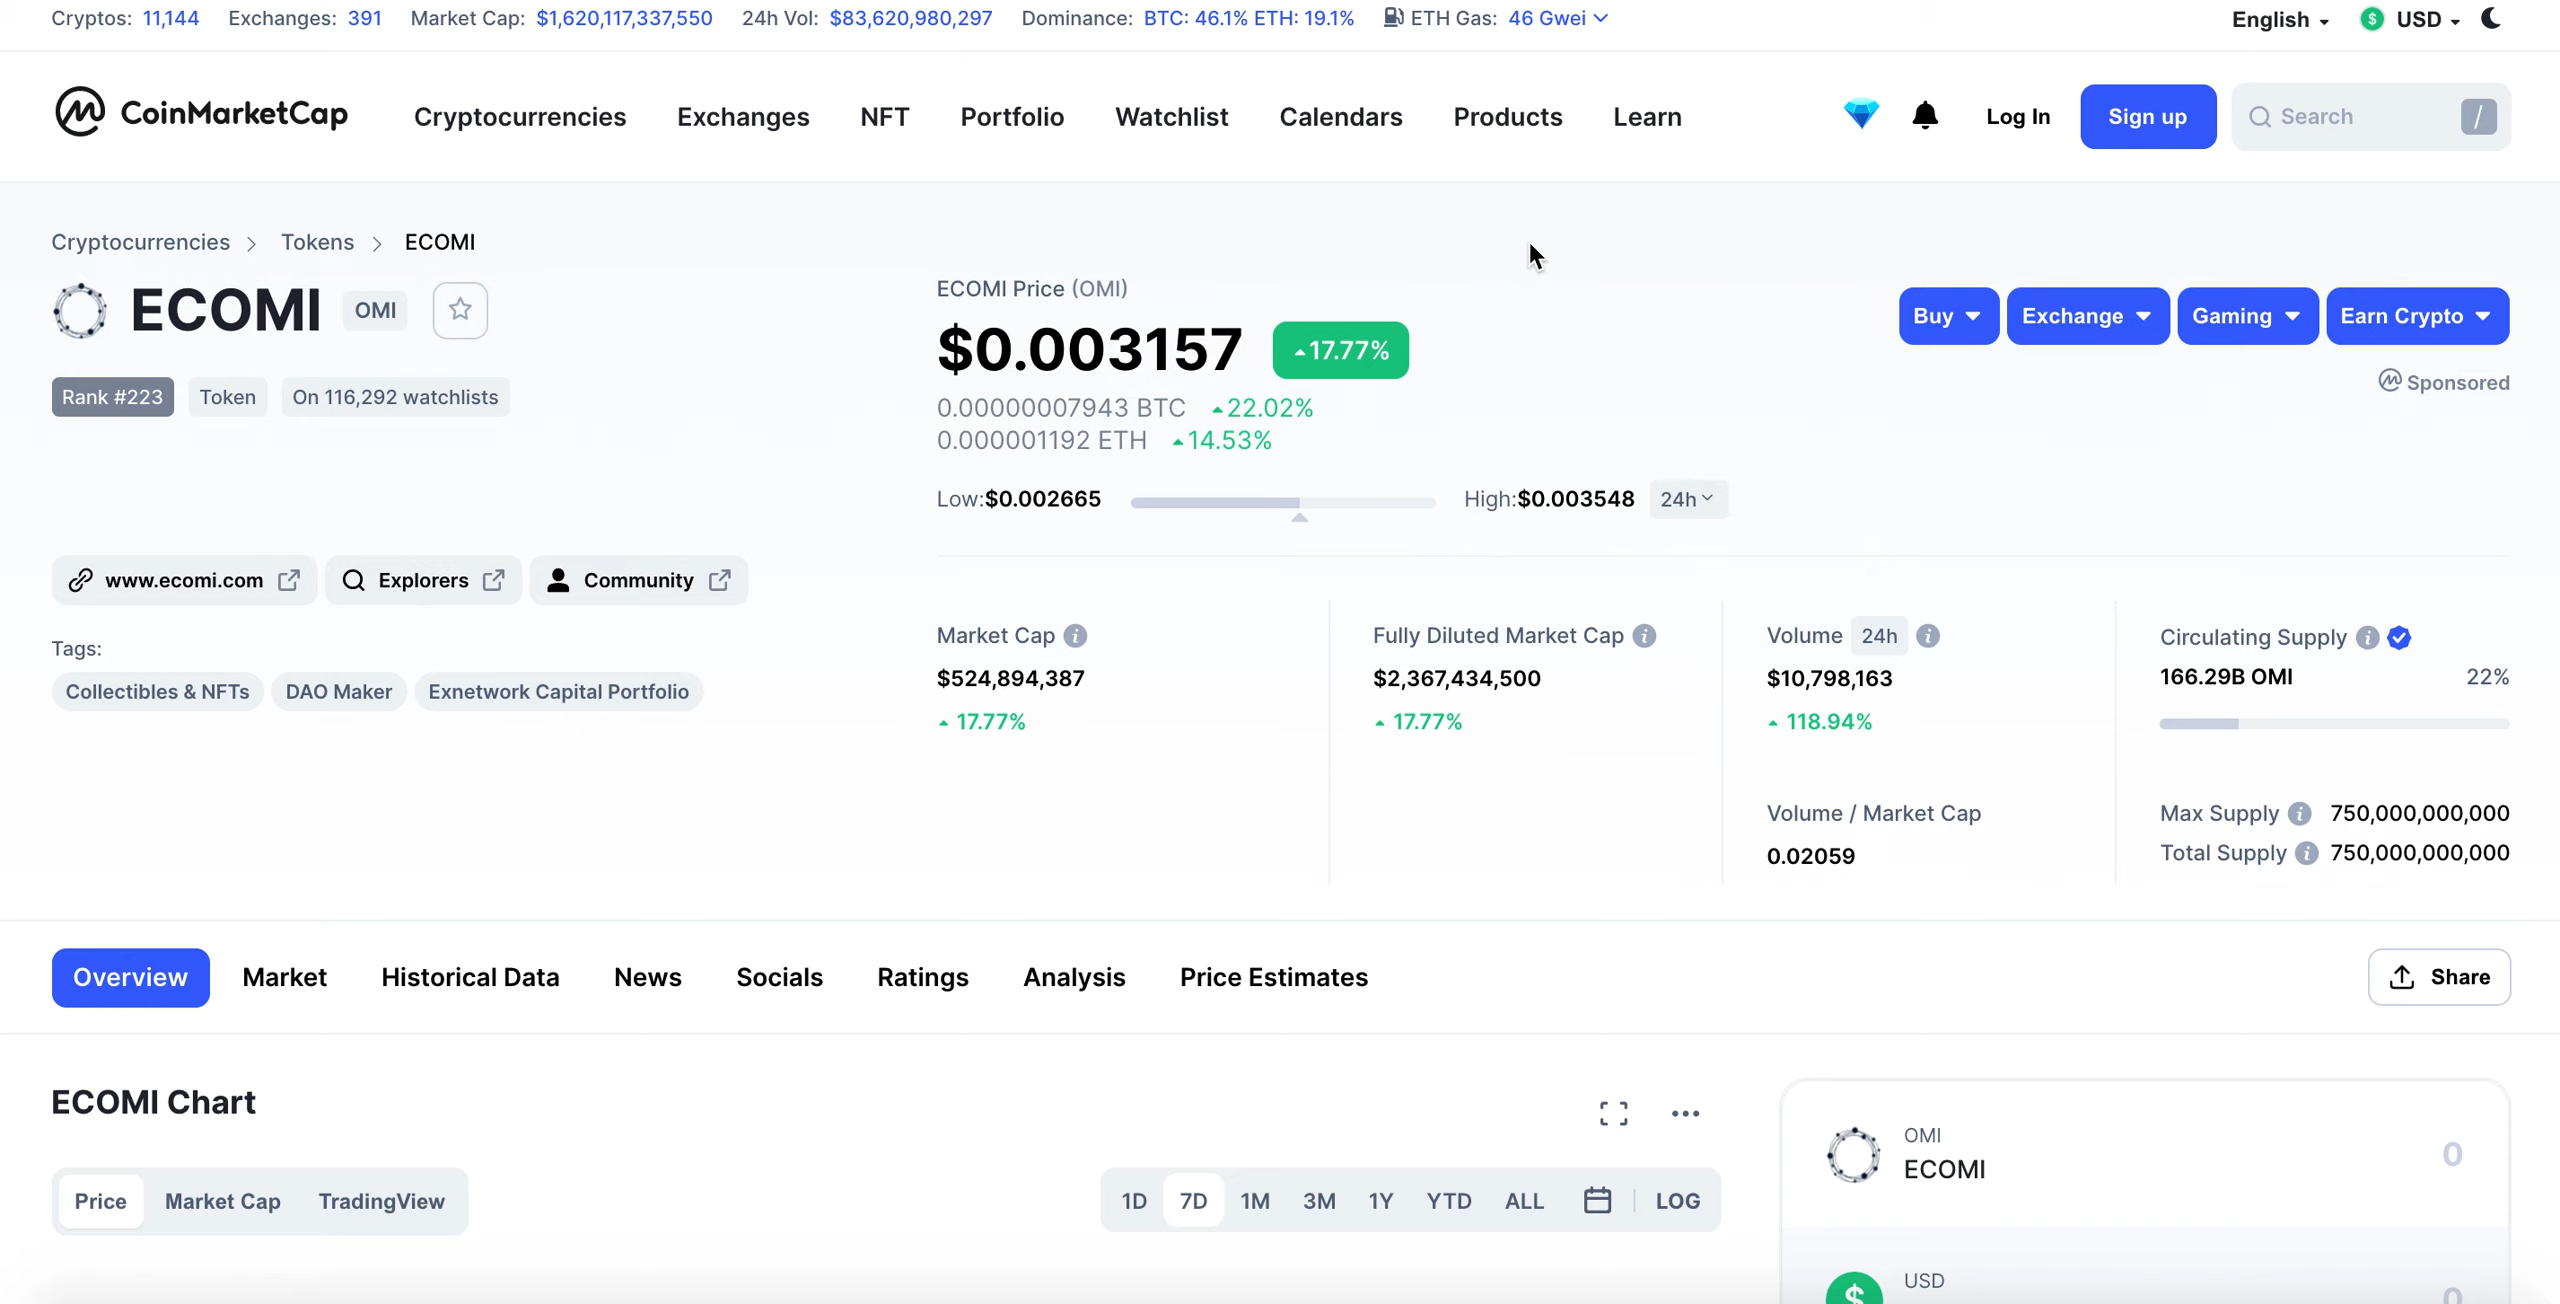 Cryptos: 11,144 Exchanges: 391 Market Cap: $1,620,117,337,550 24h Vol: $83,620,980,297 Dominance: BTC: 46.1% ETH: 19.1% ETH Gas: 46 Gwei
English $ USD
CoinMarketCap Cryptocurrencies Exchanges NFT Portfolio Watchlist Calendars Products Learn Log In Sign up Search /
Cryptocurrencies > Tokens > ECOMI
ECOMI OMI
Rank #223 Token On 116,292 watchlists
www.ecomi.com Explorers Community
Tags:
Collectibles & NFTs DAO Maker Exnetwork Capital Portfolio
ECOMI Price (OMI)
$0.003157 17.77%
0.00000007943 BTC 22.02%
0.000001192 ETH 14.53%
Low:$0.002665 High:$0.003548 24h
Buy Exchange Gaming Earn Crypto
Sponsored
Market Cap
$524,894,387
17.77%
Fully Diluted Market Cap
$2,367,434,500
17.77%
Volume 24h
$10,798,163
118.94%
Volume / Market Cap
0.02059
Circulating Supply
166.29B OMI 22%
Max Supply 750,000,000,000
Total Supply 750,000,000,000
Overview Market Historical Data News Socials Ratings Analysis Price Estimates Share
ECOMI Chart
Price Market Cap TradingView
1D 7D 1M 3M 1Y YTD ALL LOG
OMI
ECOMI 0
USD
$ 0